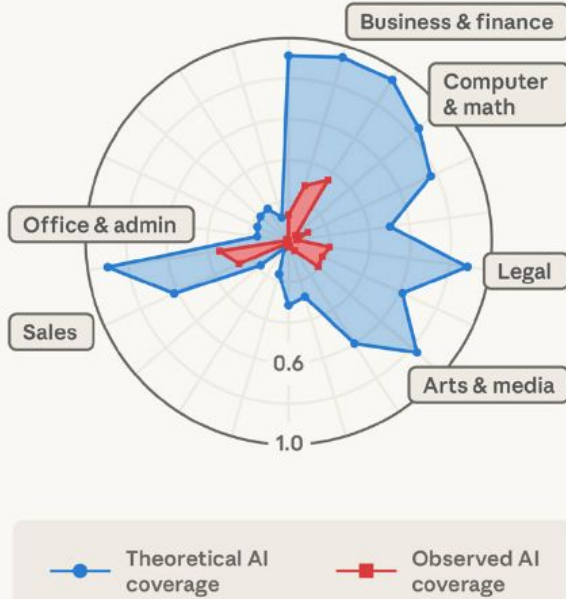 Business & finance
Computer
& math
Office & admin
Legal
Sales
0.6
Arts & media
1.0
Theoretical AI
coverage
Observed AI
coverage